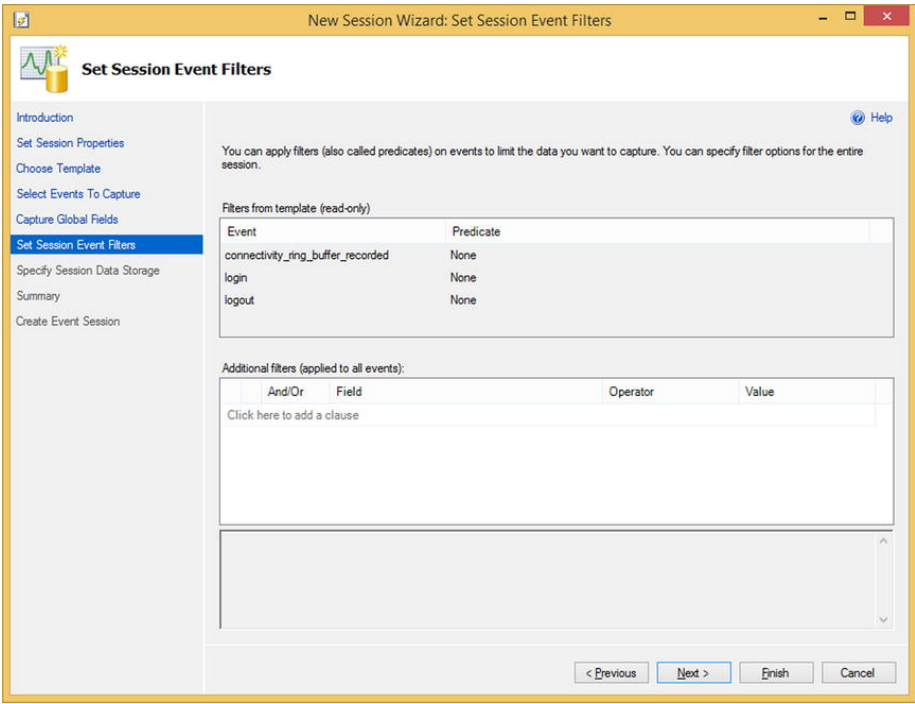 New Session Wizard: Set Session Event Filters
Set Session Event Filters
Introduction
Set Session Properties
Choose Template
Select Events To Capture
Capture Global Fields
Set Session Event Filters
Specify Session Data Storage
Summary
Create Event Session
Help
You can apply filters (also called predicates) on events to limit the data you want to capture. You can specify filter options for the entire
session.
Filters from template (read-only)
Event Predicate
connectivity_ring_buffer_recorded None
login None
logout None
Additional filters (applied to all events):
And/Or Field Operator Value
Click here to add a clause
< Previous Next > Finish Cancel